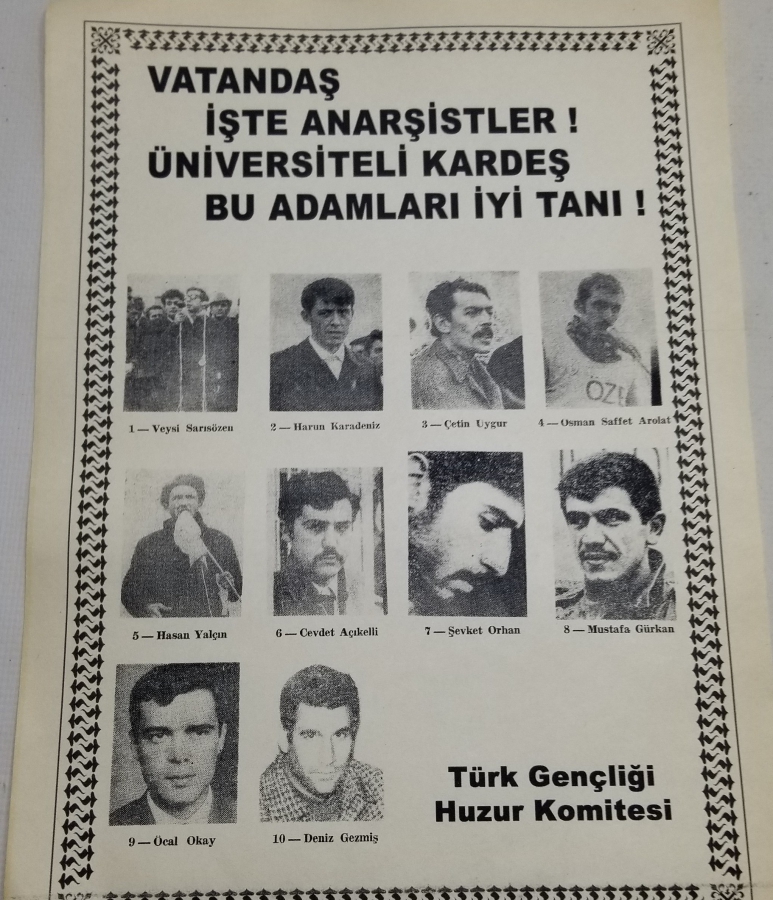 VATANDAŞ
İŞTE ANARŞİSTLER !
ÜNİVERSİTELİ KARDEŞ
BU ADAMLARI İYİ TANI !
1 — Veysi Sarısözen
2 — Harun Karadeniz
3 — Çetin Uygur
4 — Osman Saffet Arolat
ÖZE
5 — Hasan Yalçın
6 — Cevdet Açıkelli
7 — Şevket Orhan
8 — Mustafa Gürkan
9 — Öcal Okay
10 — Deniz Gezmiş
Türk Gençliği
Huzur Komitesi